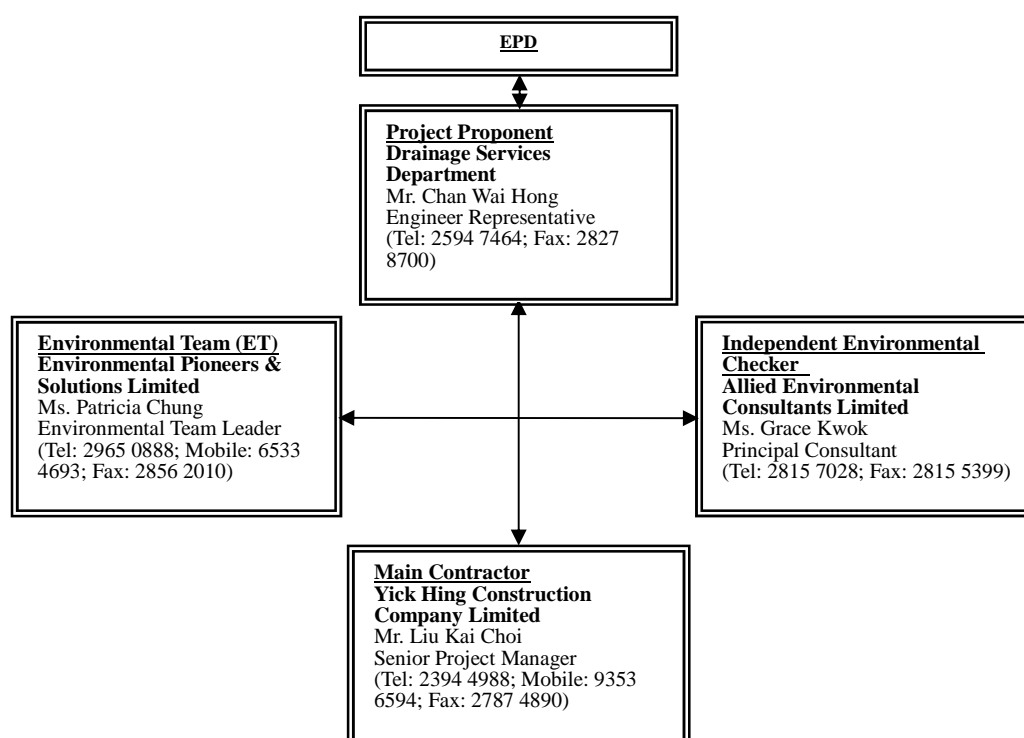 EPD
Project Proponent
Drainage Services
Department
Mr. Chan Wai Hong
Engineer Representative
(Tel: 2594 7464; Fax: 2827
8700)
Environmental Team (ET)
Environmental Pioneers &
Solutions Limited
Ms. Patricia Chung
Environmental Team Leader
(Tel: 2965 0888; Mobile: 6533
4693; Fax: 2856 2010)
Independent Environmental
Checker
Allied Environmental
Consultants Limited
Ms. Grace Kwok
Principal Consultant
(Tel: 2815 7028; Fax: 2815 5399)
Main Contractor
Yick Hing Construction
Company Limited
Mr. Liu Kai Choi
Senior Project Manager
(Tel: 2394 4988; Mobile: 9353
6594; Fax: 2787 4890)